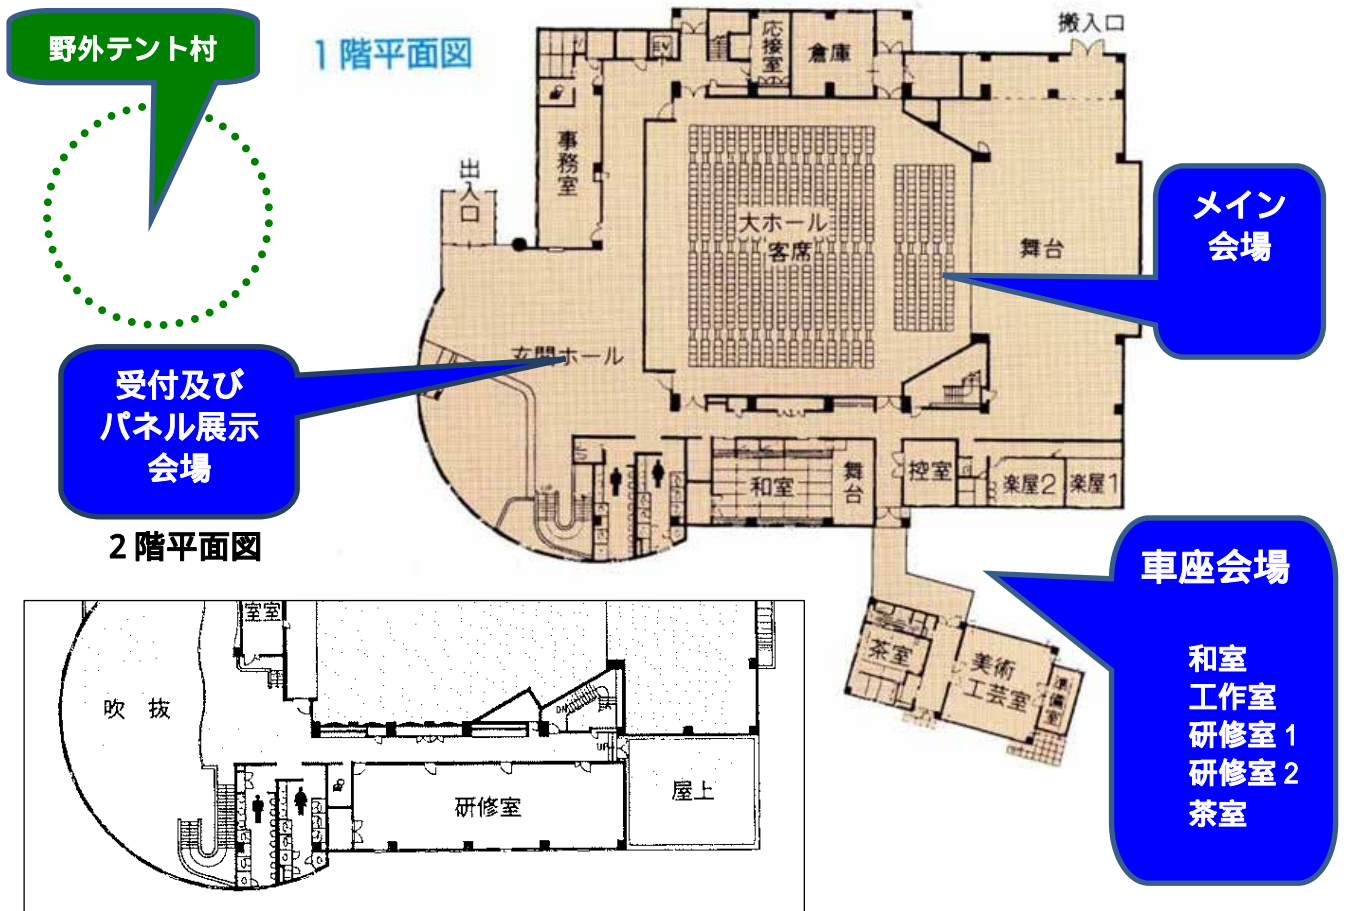 野外テント村
1階平面図
搬入口
EV
応接室
倉庫
事務室
出入口
大ホール
客席
舞台
メイン
会場
玄関ホール
受付及び
パネル展示
会場
和室
舞台
控室
楽屋2
楽屋1
2階平面図
車座会場
和室
工作室
研修室1
研修室2
茶室
茶室
美術
工芸室
準備室
室室
吹抜
DN
UP
研修室
屋上